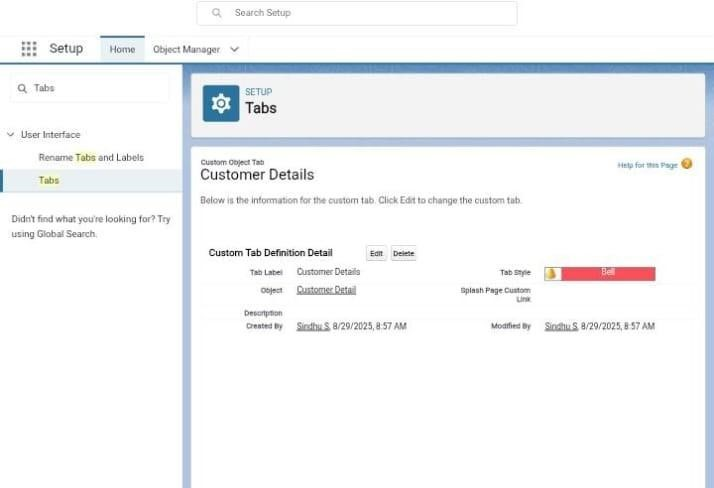 Search Setup
Setup Home Object Manager
Tabs
User Interface
Rename Tabs and Labels
Tabs
Didn't find what you're looking for? Try
using Global Search.
SETUP
Tabs
Custom Object Tab
Customer Details
Help for this Page
Below is the information for the custom tab. Click Edit to change the custom tab.
Custom Tab Definition Detail Edit Delete
Tab Label Customer Details Tab Style Bell
Object Customer Detail Splash Page Custom
Link
Description
Created By Sindhu S, 8/29/2025, 8:57 AM Modified By Sindhu S, 8/29/2025, 8:57 AM